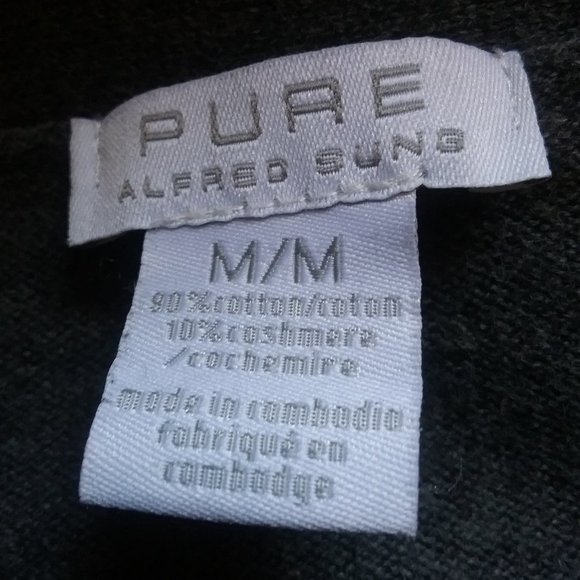 PURE
ALFRED SUNG
M/M
90%cotton/coton
10%cashmere
/cachemire
made in cambodia
fabriqué en
cambodge